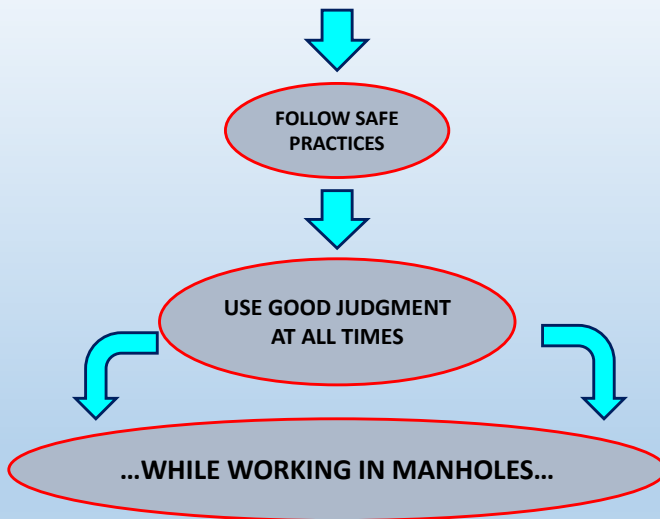 FOLLOW SAFE
PRACTICES
USE GOOD JUDGMENT
AT ALL TIMES
...WHILE WORKING IN MANHOLES...